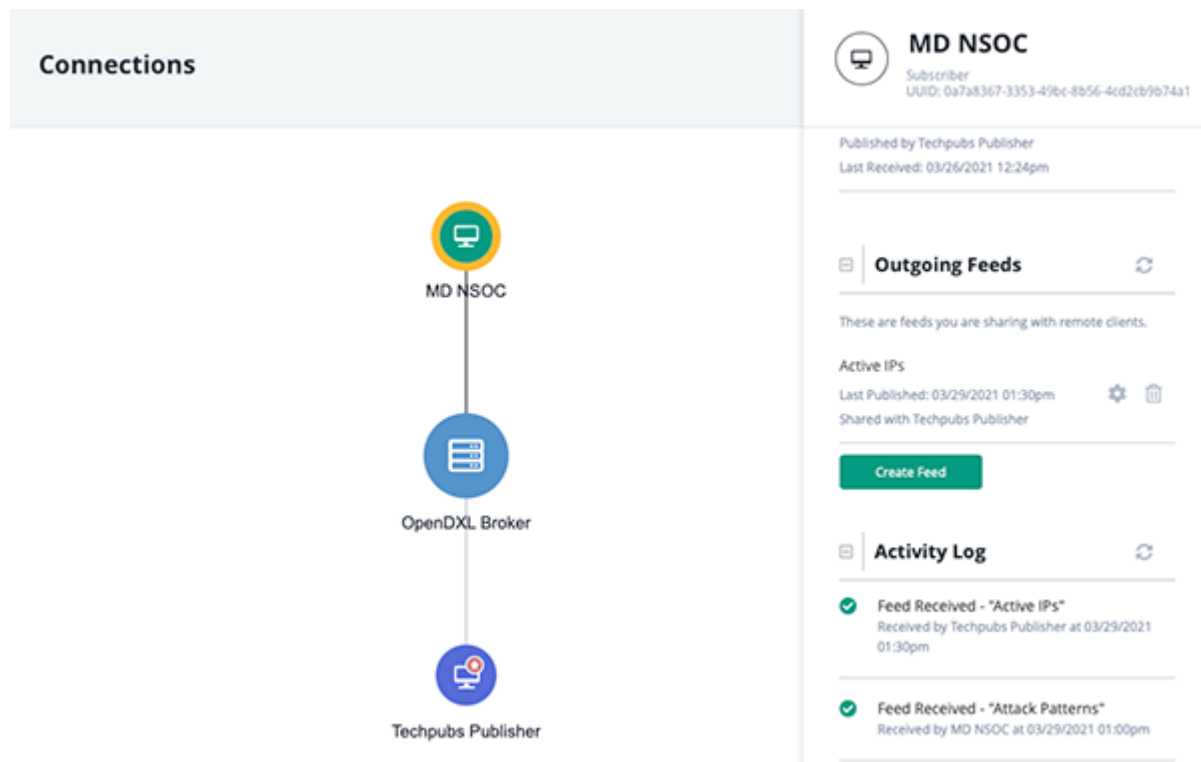 Connections
MD NSOC
OpenDXL Broker
Techpubs Publisher
MD NSOC
Subscriber
UUID: 0a7a8367-3353-49bc-8b56-4cd2cb9b74a1
Published by Techpubs Publisher
Last Received: 03/26/2021 12:24pm
Outgoing Feeds
These are feeds you are sharing with remote clients.
Active IPs
Last Published: 03/29/2021 01:30pm
Shared with Techpubs Publisher
Create Feed
Activity Log
Feed Received - "Active IPs"
Received by Techpubs Publisher at 03/29/2021
01:30pm
Feed Received - "Attack Patterns"
Received by MD NSOC at 03/29/2021 01:00pm